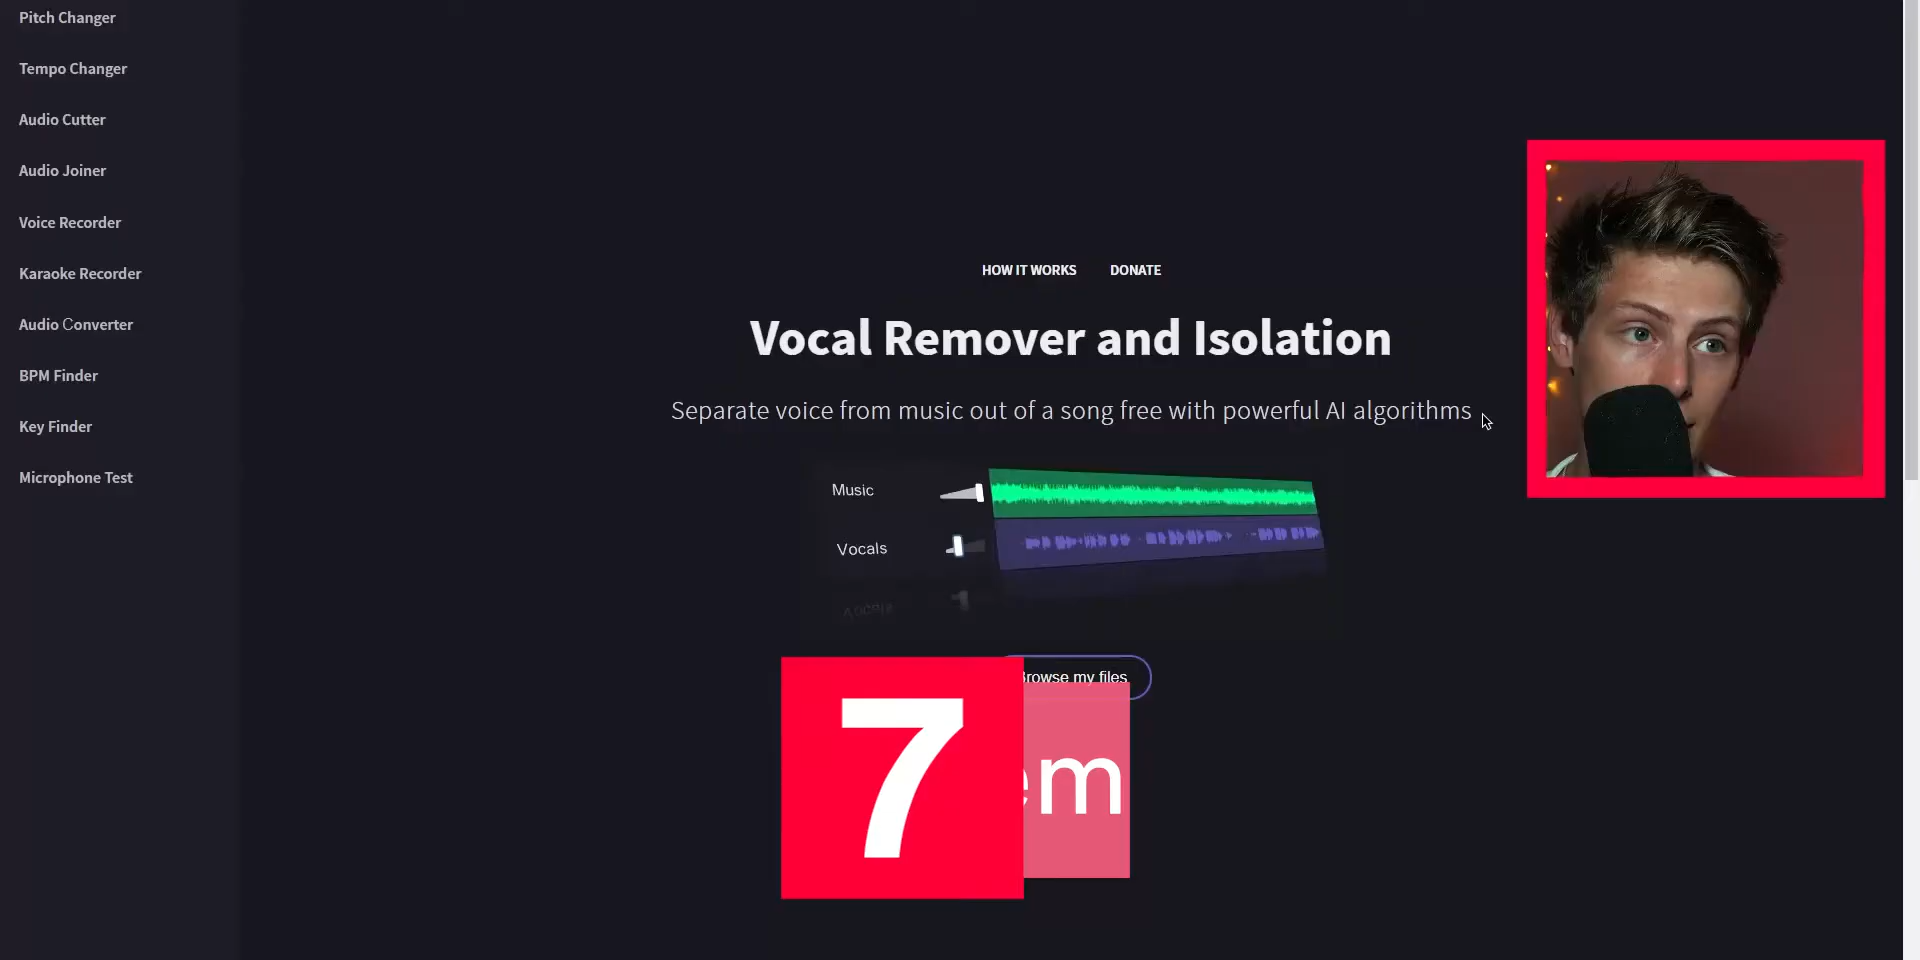 Pitch Changer
Tempo Changer
Audio Cutter
Audio Joiner
Voice Recorder
Karaoke Recorder
Audio Converter
BPM Finder
Key Finder
Microphone Test
HOW IT WORKS
DONATE
Vocal Remover and Isolation
Separate voice from music out of a song free with powerful AI algorithms
Music
Vocals
Browse my files
7
em